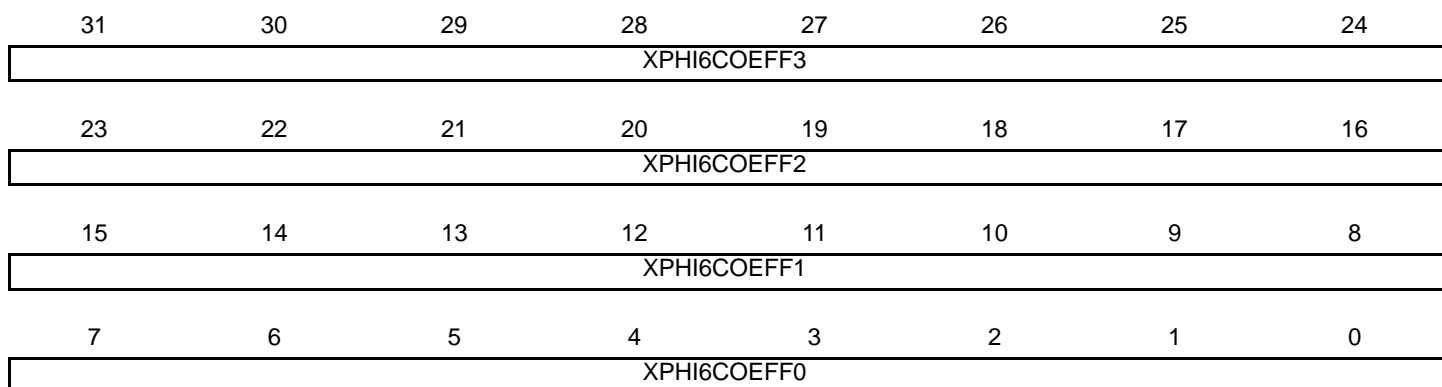 31 30 29 28 27 26 25 24
XPHI6COEFF3
23 22 21 20 19 18 17 16
XPHI6COEFF2
15 14 13 12 11 10 9 8
XPHI6COEFF1
7 6 5 4 3 2 1 0
XPHI6COEFF0